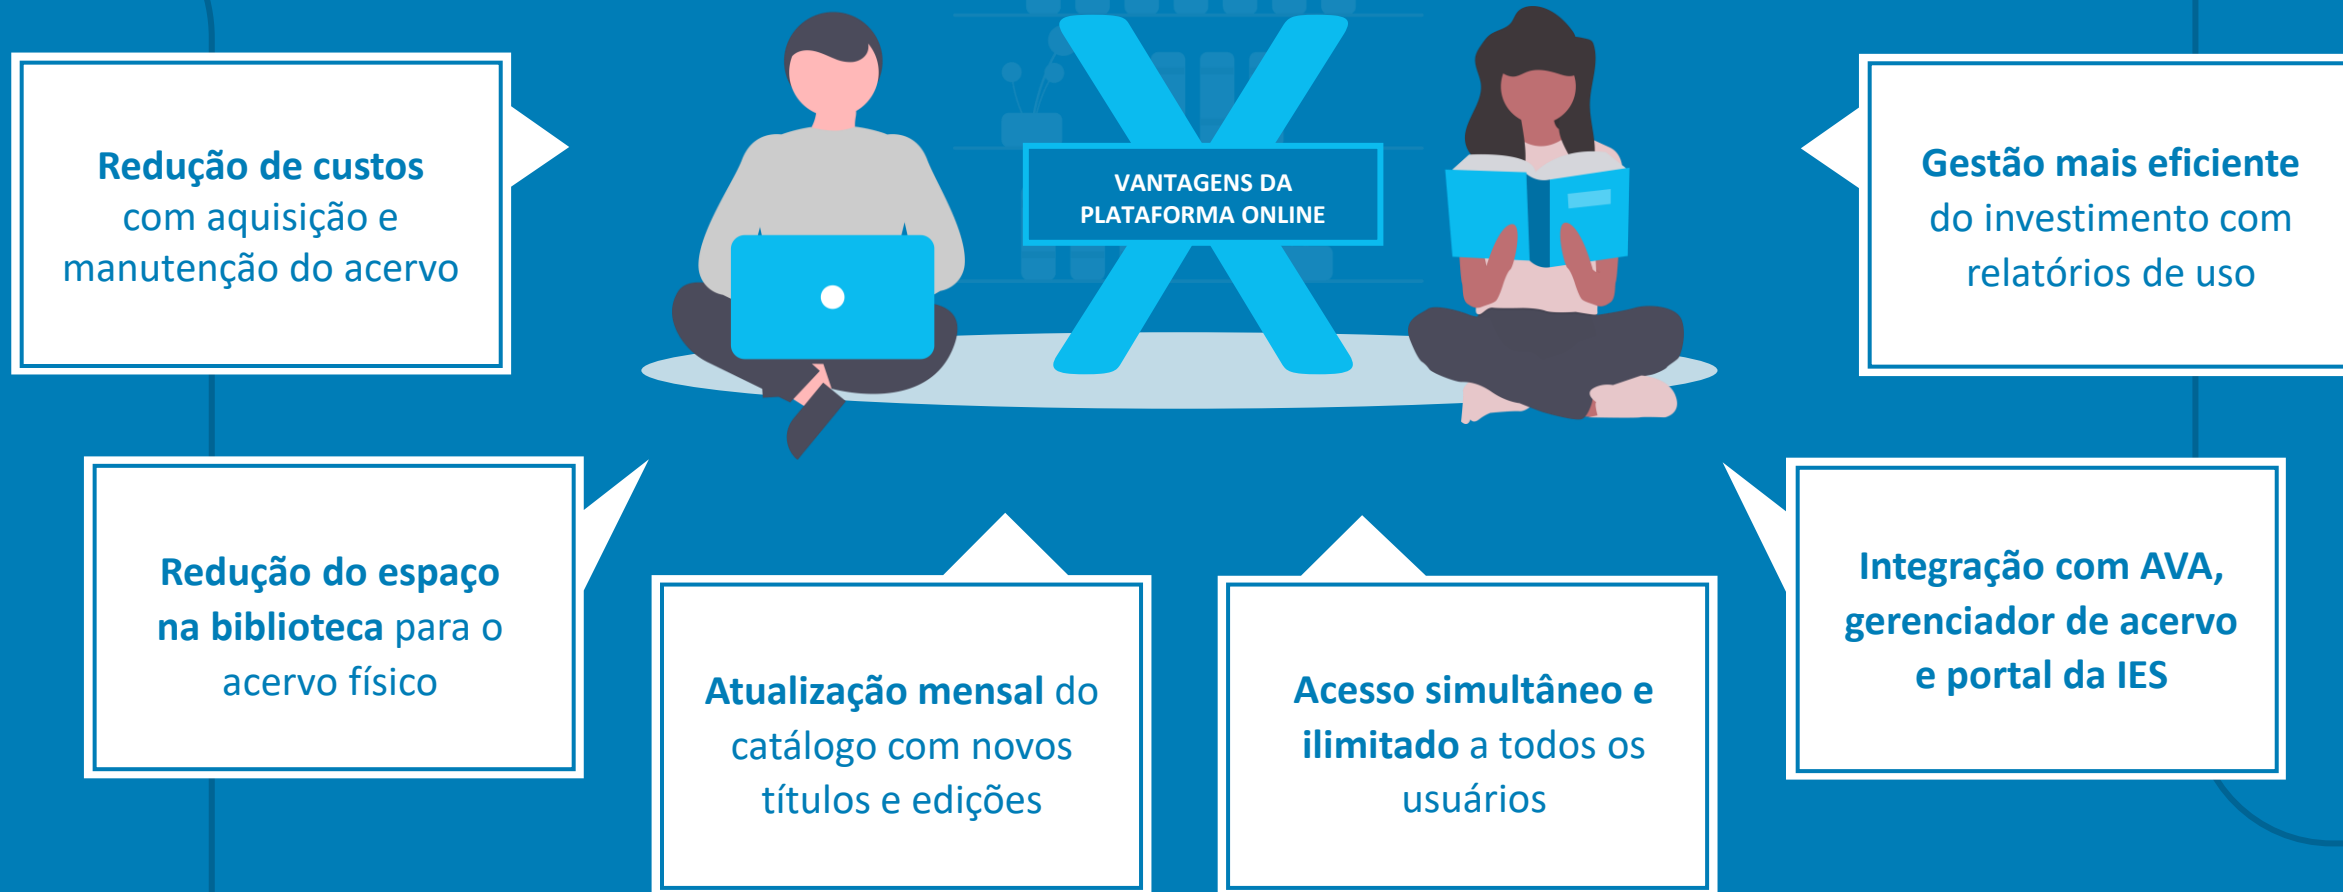 VANTAGENS DA
PLATAFORMA ONLINE
Redução de custos
com aquisição e
manutenção do acervo
Gestão mais eficiente
do investimento com
relatórios de uso
Redução do espaço
na biblioteca para o
acervo físico
Atualização mensal do
catálogo com novos
títulos e edições
Acesso simultâneo e
ilimitado a todos os
usuários
Integração com AVA,
gerenciador de acervo
e portal da IES